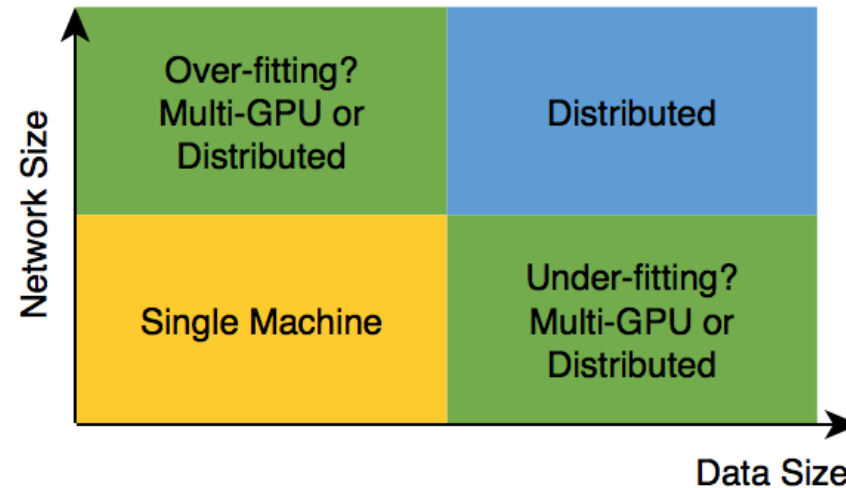 Network Size
Over-fitting?
Multi-GPU or
Distributed
Distributed
Single Machine
Under-fitting?
Multi-GPU or
Distributed
Data Size